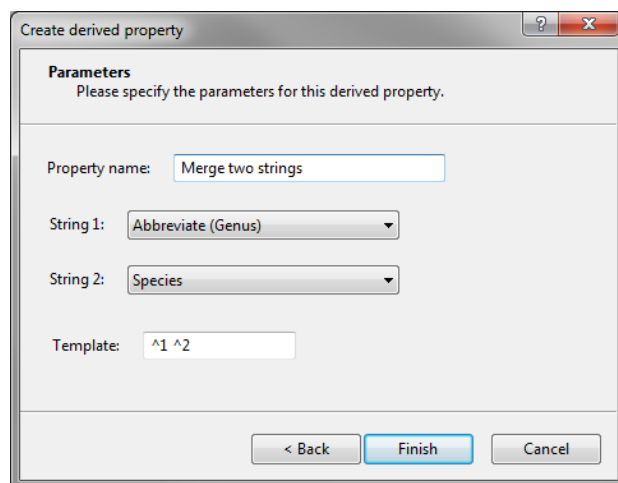 Create derived property
Parameters
Please specify the parameters for this derived property.
Property name: Merge two strings
String 1: Abbreviate (Genus)
String 2: Species
Template: ^1 ^2
< Back Finish Cancel